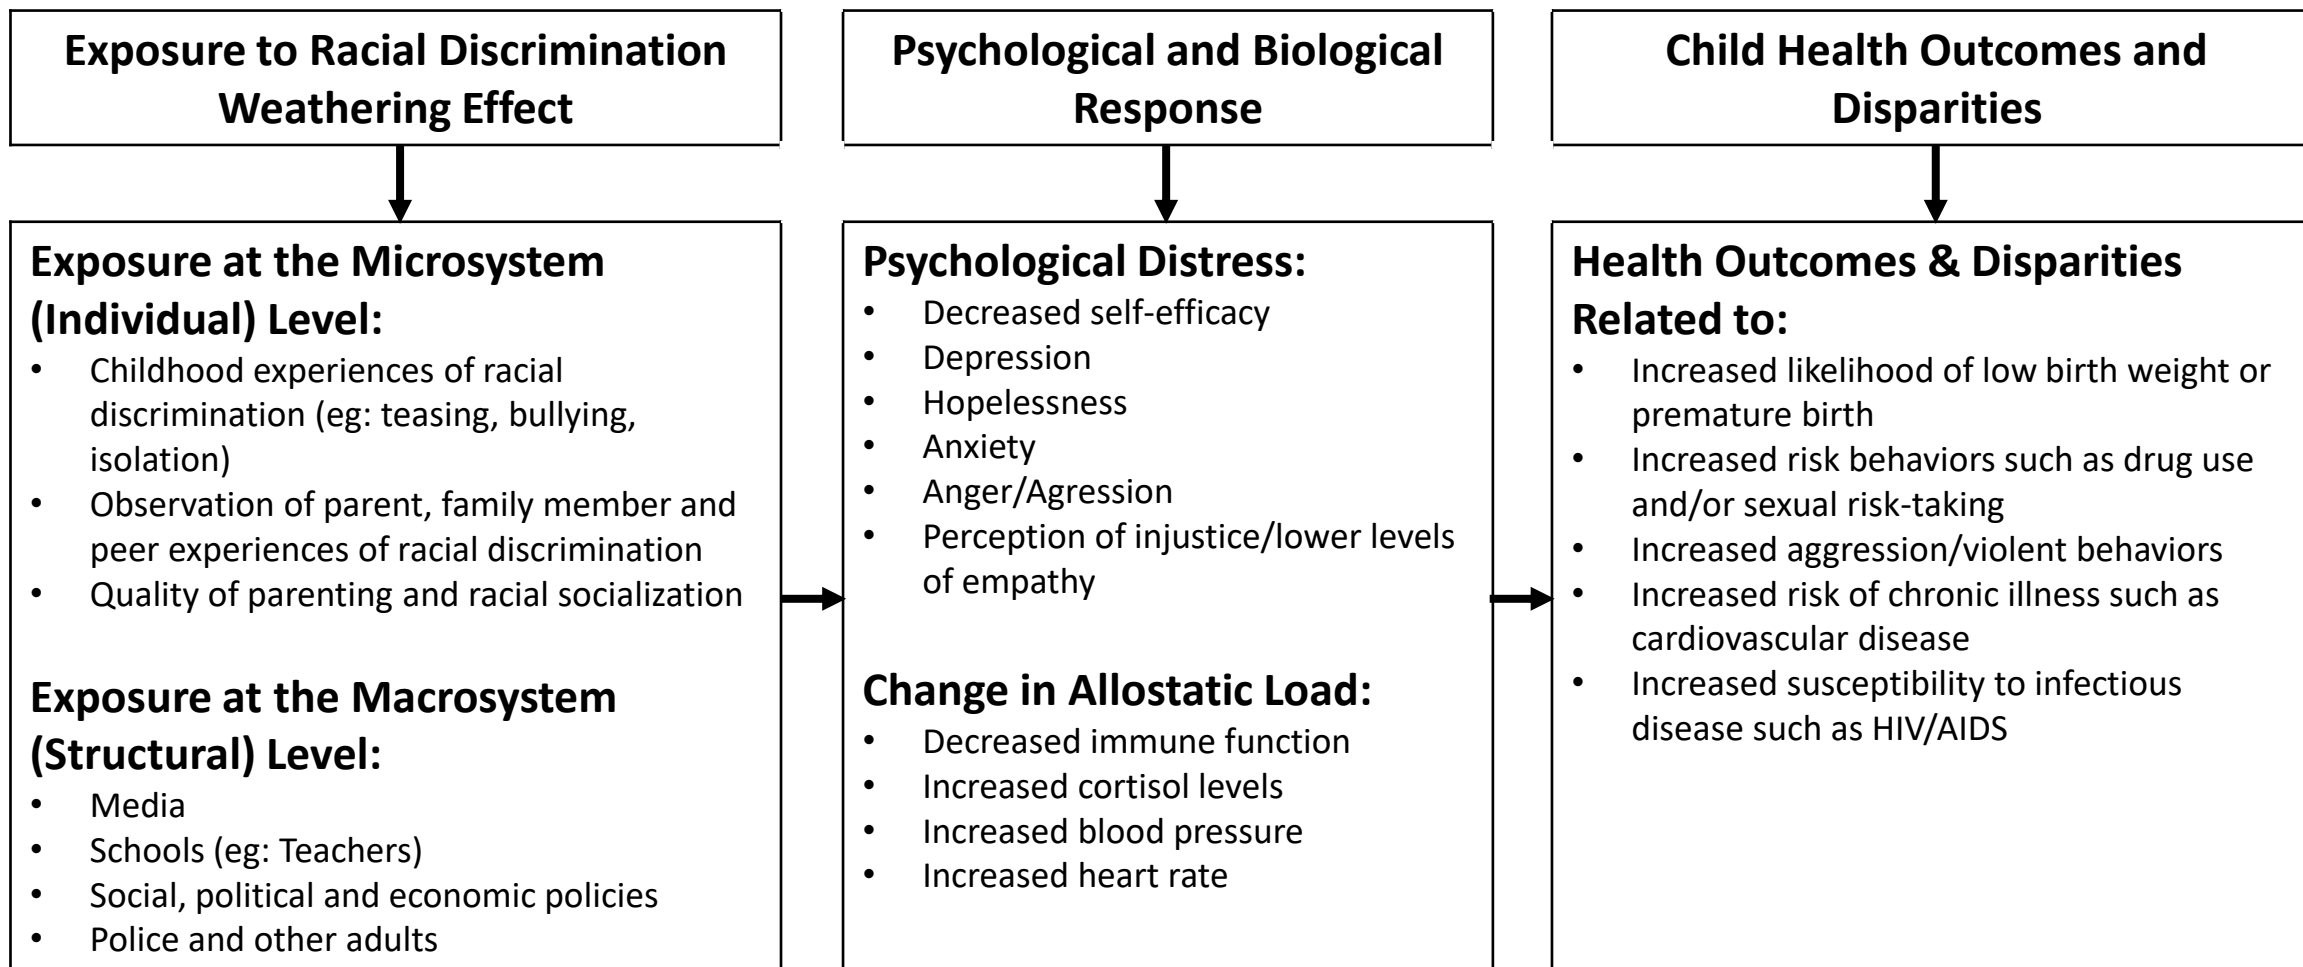 Exposure to Racial Discrimination
Weathering Effect
Psychological and Biological
Response
Child Health Outcomes and
Disparities
Exposure at the Microsystem
(Individual) Level:
• Childhood experiences of racial
discrimination (eg: teasing, bullying,
isolation)
• Observation of parent, family member and
peer experiences of racial discrimination
• Quality of parenting and racial socialization
Exposure at the Macrosystem
(Structural) Level:
• Media
• Schools (eg: Teachers)
• Social, political and economic policies
• Police and other adults
Psychological Distress:
• Decreased self-efficacy
• Depression
• Hopelessness
• Anxiety
• Anger/Agression
• Perception of injustice/lower levels
of empathy
Change in Allostatic Load:
• Decreased immune function
• Increased cortisol levels
• Increased blood pressure
• Increased heart rate
Health Outcomes & Disparities
Related to:
• Increased likelihood of low birth weight or
premature birth
• Increased risk behaviors such as drug use
and/or sexual risk-taking
• Increased aggression/violent behaviors
• Increased risk of chronic illness such as
cardiovascular disease
• Increased susceptibility to infectious
disease such as HIV/AIDS